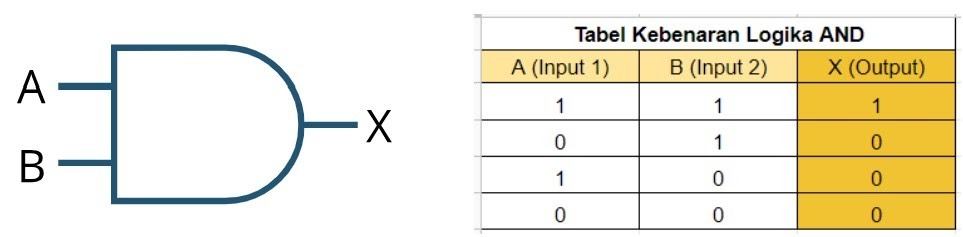 A
B
X
Tabel Kebenaran Logika AND
A (Input 1) B (Input 2) X (Output)
1 1 1
0 1 0
1 0 0
0 0 0